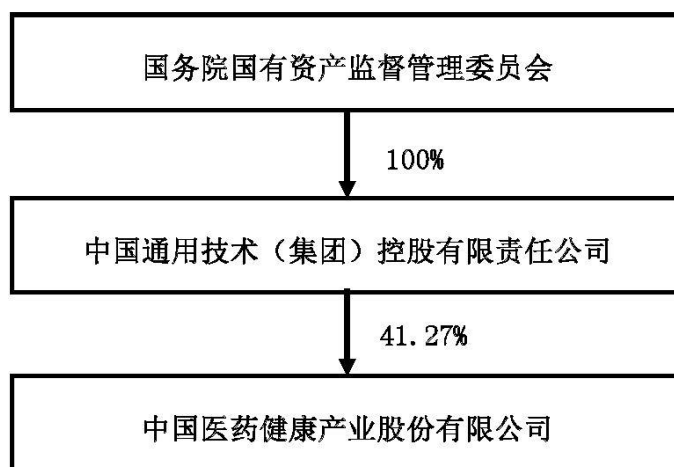 国务院国有资产监督管理委员会
100%
中国通用技术（集团）控股有限责任公司
41.27%
中国医药健康产业股份有限公司